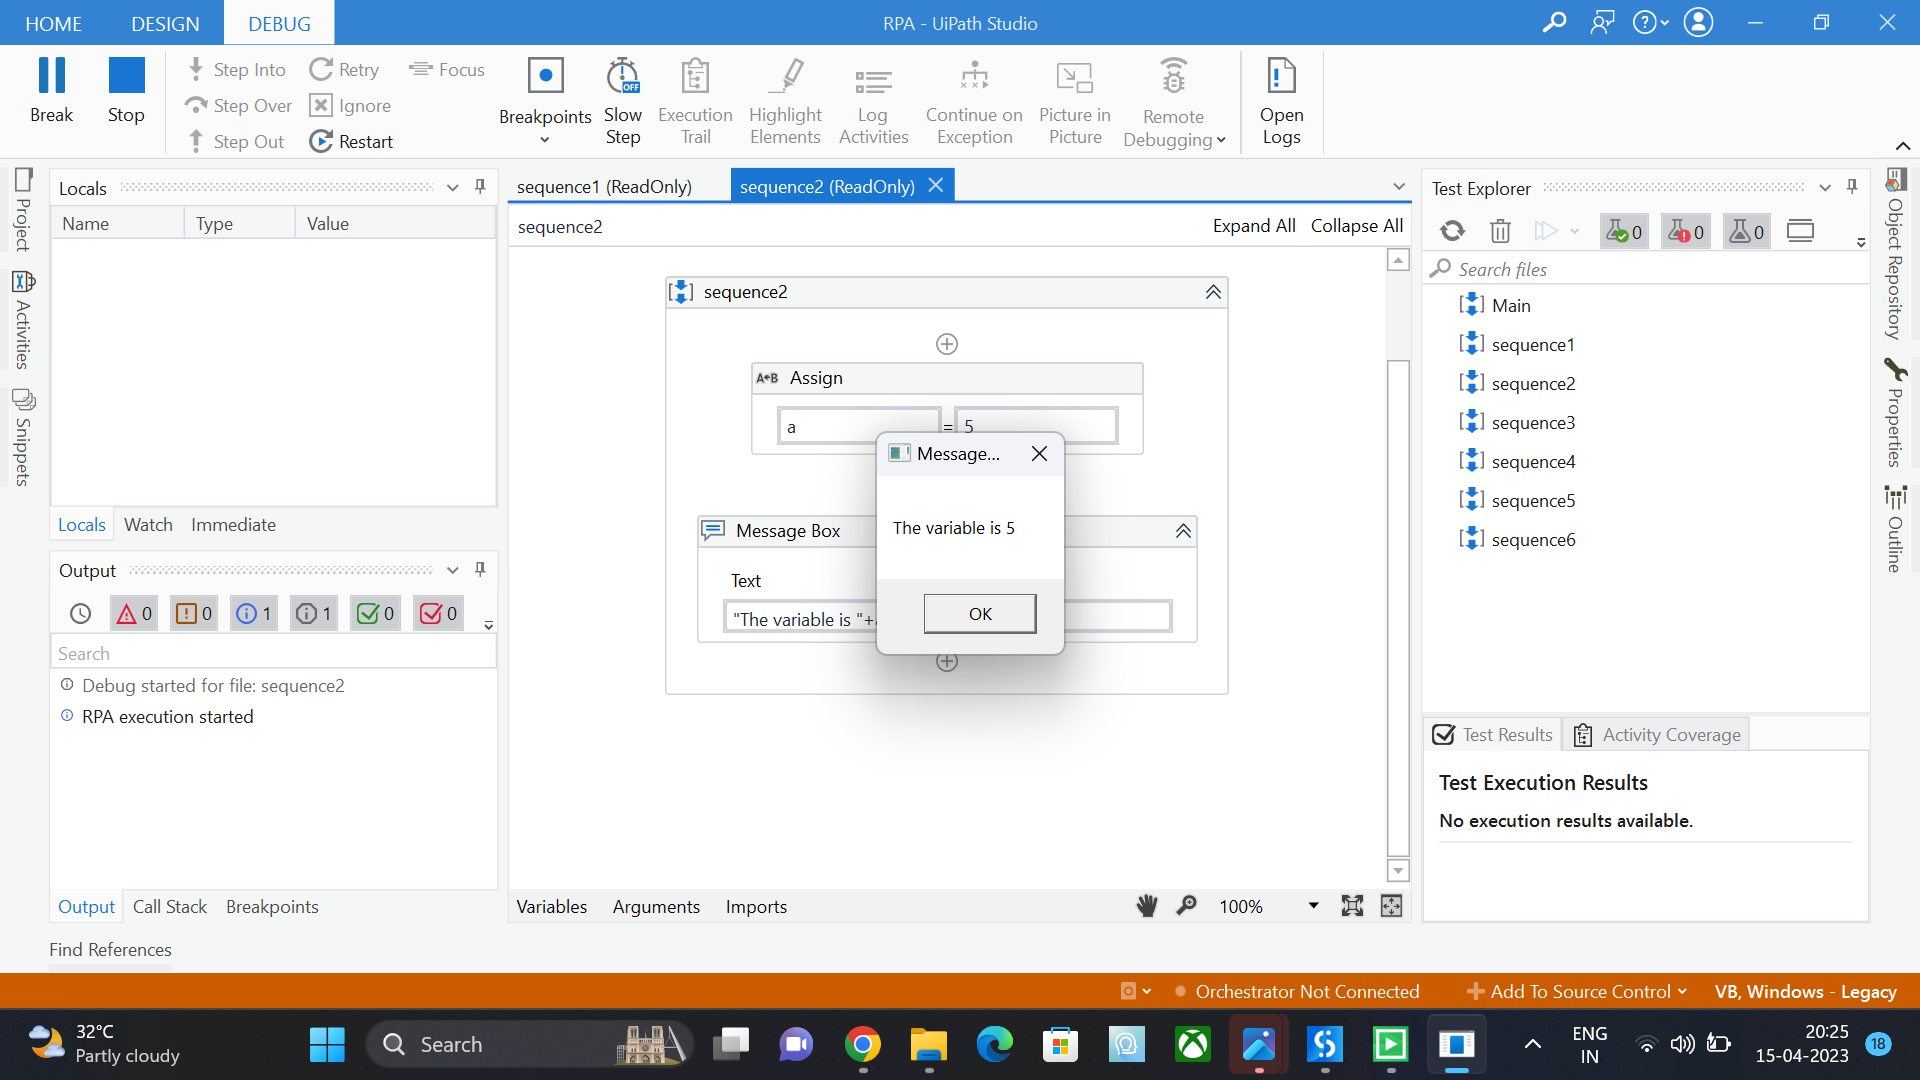 HOME DESIGN DEBUG RPA - UiPath Studio
Break
Stop
Step Into
Step Over
Step Out
Retry
Ignore
Restart
Focus
Breakpoints
Slow
Step
Execution
Trail
Highlight
Elements
Log
Activities
Continue on
Exception
Picture in
Picture
Remote
Debugging
Open
Logs
Project
Activities
Snippets
Locals
Name Type Value
Locals Watch Immediate
Output
0 0 1 1 0 0
Search
Debug started for file: sequence2
RPA execution started
Output Call Stack Breakpoints
Find References
sequence1 (ReadOnly) sequence2 (ReadOnly)
sequence2 Expand All Collapse All
sequence2
A B Assign
a = 5
Message Box
Text
"The variable is "+
Message...
The variable is 5
OK
Variables Arguments Imports 100%
Test Explorer
0 0 0
Search files
Main
sequence1
sequence2
sequence3
sequence4
sequence5
sequence6
Test Results Activity Coverage
Test Execution Results
No execution results available.
Object Repository
Properties
Outline
Orchestrator Not Connected Add To Source Control VB, Windows - Legacy
32°C
Partly cloudy
Search
ENG
IN
20:25
15-04-2023
18